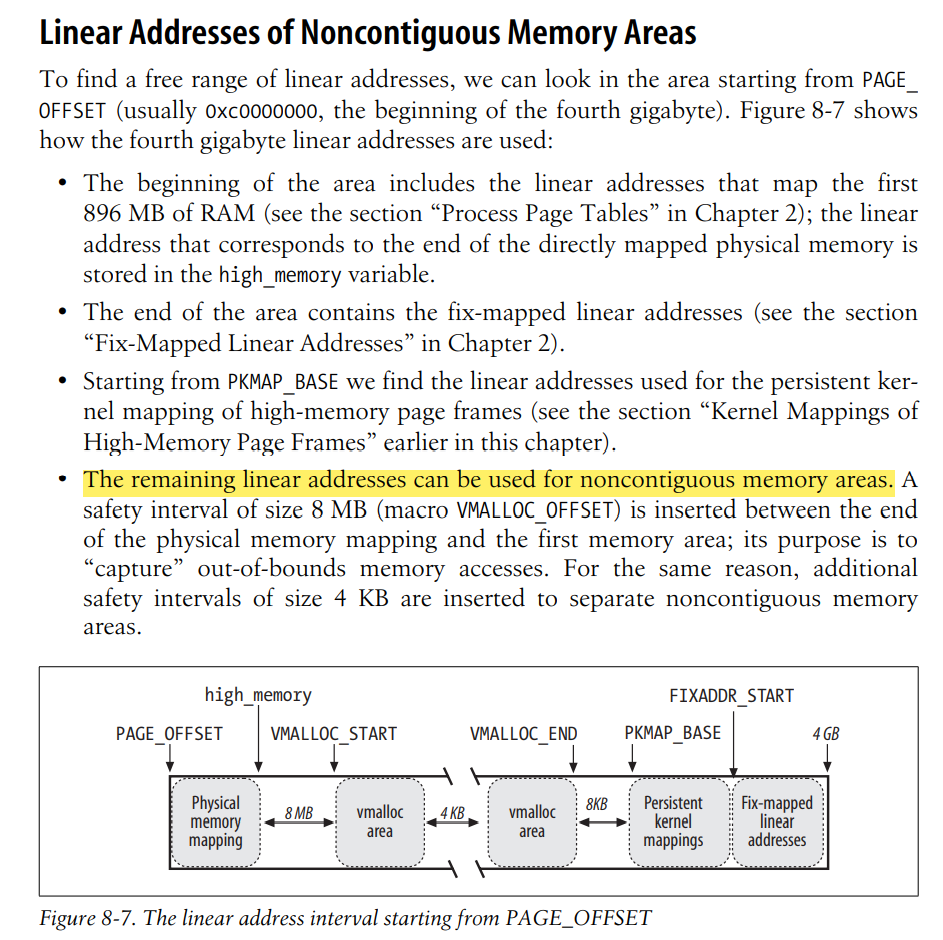 Linear Addresses of Noncontiguous Memory Areas
To find a free range of linear addresses, we can look in the area starting from PAGE_
OFFSET (usually 0xc0000000, the beginning of the fourth gigabyte). Figure 8-7 shows
how the fourth gigabyte linear addresses are used:
• The beginning of the area includes the linear addresses that map the first
896 MB of RAM (see the section “Process Page Tables” in Chapter 2); the linear
address that corresponds to the end of the directly mapped physical memory is
stored in the high_memory variable.
• The end of the area contains the fix-mapped linear addresses (see the section
“Fix-Mapped Linear Addresses” in Chapter 2).
• Starting from PKMAP_BASE we find the linear addresses used for the persistent ker-
nel mapping of high-memory page frames (see the section “Kernel Mappings of
High-Memory Page Frames” earlier in this chapter).
• The remaining linear addresses can be used for noncontiguous memory areas. A
safety interval of size 8 MB (macro VMALLOC_OFFSET) is inserted between the end
of the physical memory mapping and the first memory area; its purpose is to
“capture” out-of-bounds memory accesses. For the same reason, additional
safety intervals of size 4 KB are inserted to separate noncontiguous memory
areas.
high_memory
FIXADDR_START
PAGE_OFFSET
VMALLOC_START
VMALLOC_END
PKMAP_BASE
4 GB
Physical
memory
mapping
8 MB
vmalloc
area
4 KB
vmalloc
area
8KB
Persistent
kernel
mappings
Fix-mapped
linear
addresses
Figure 8-7. The linear address interval starting from PAGE_OFFSET